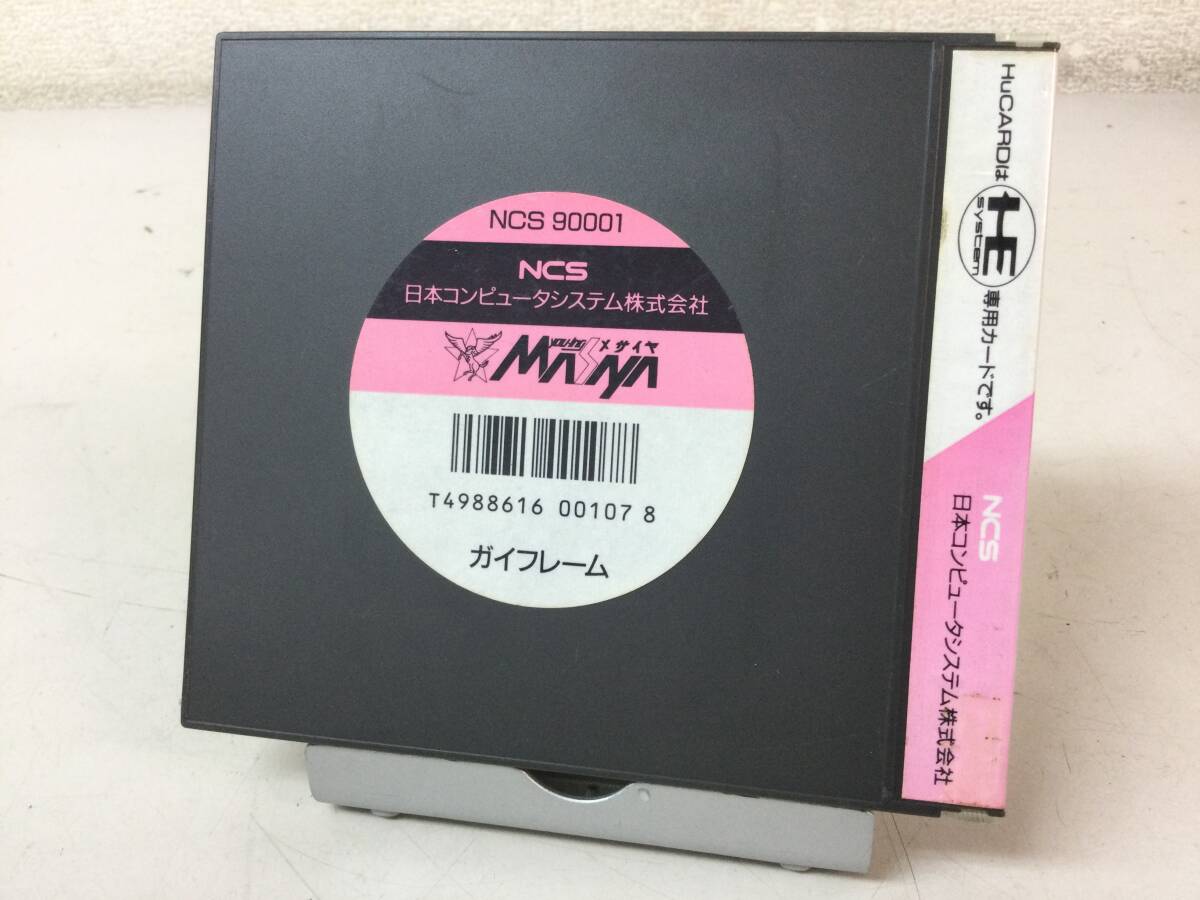 NCS 90001
NCS
日本コンピュータシステム株式会社
メサイヤ
MASAYA
T4988616 00107 8
ガイフレーム
HuCARDは HE system 専用カードです。
NCS
日本コンピュータシステム株式会社